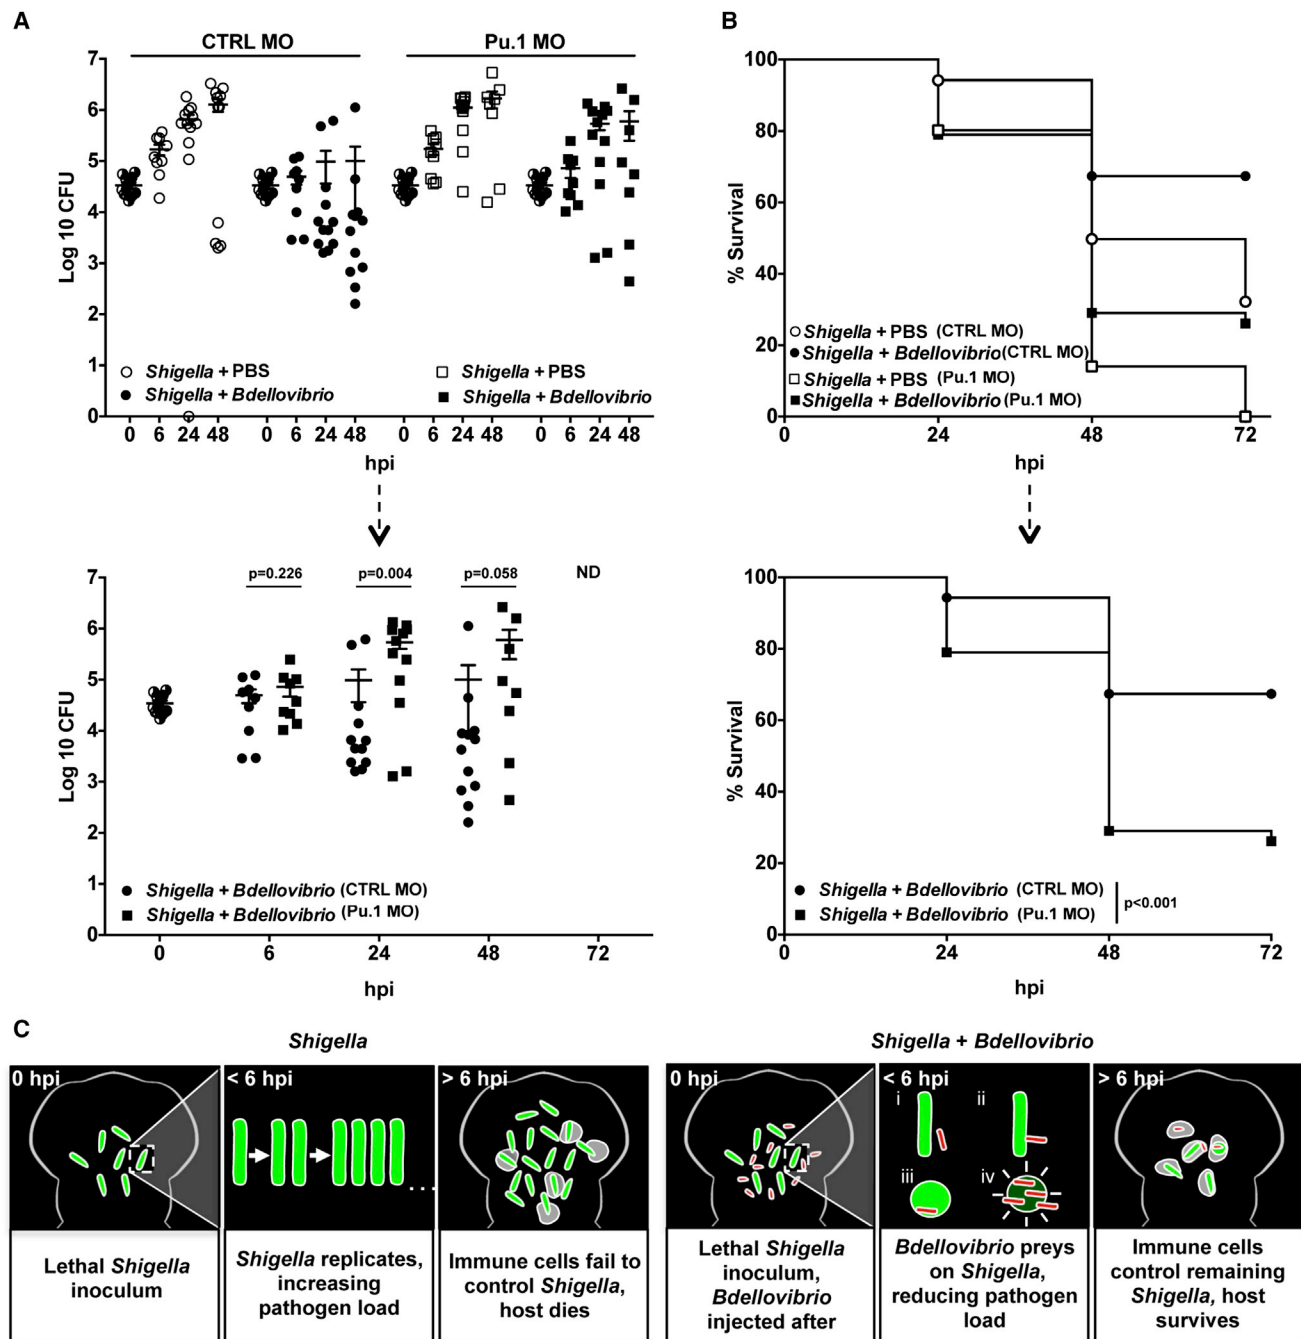 A
CTRL MO
Pu.1 MO
7
6
5
4
3
2
1
0
Log 10 CFU
Shigella + PBS
Shigella + Bdellovibrio
Shigella + PBS
Shigella + Bdellovibrio
0 6 24 48 0 6 24 48 0 6 24 48 0 6 24 48
hpi
B
100
80
60
40
20
0
% Survival
Shigella + PBS (CTRL MO)
Shigella + Bdellovibrio (CTRL MO)
Shigella + PBS (Pu.1 MO)
Shigella + Bdellovibrio (Pu.1 MO)
0 24 48 72
hpi
7
6
5
4
3
2
1
0
Log 10 CFU
p=0.226 p=0.004 p=0.058 ND
Shigella + Bdellovibrio (CTRL MO)
Shigella + Bdellovibrio (Pu.1 MO)
0 6 24 48 72
hpi
100
80
60
40
20
0
% Survival
Shigella + Bdellovibrio (CTRL MO)
Shigella + Bdellovibrio (Pu.1 MO)
p<0.001
0 24 48 72
hpi
C
Shigella
0 hpi
< 6 hpi
> 6 hpi
...
Lethal Shigella
inoculum
Shigella replicates,
increasing
pathogen load
Immune cells fail to
control Shigella,
host dies
Shigella + Bdellovibrio
0 hpi
< 6 hpi
i ii
iii iv
> 6 hpi
Lethal Shigella
inoculum,
Bdellovibrio
injected after
Bdellovibrio preys
on Shigella,
reducing pathogen
load
Immune cells
control remaining
Shigella, host
survives